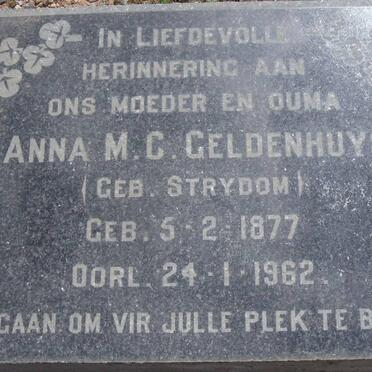 IN LIEFDEVOLLE
HERINNERING AAN
ONS MOEDER EN OUMA
ANNA M.C. GELDENHUY
(GEB. STRYDOM)
GEB. 5-2-1877
OORL. 24-1-1962.
GAAN OM VIR JULLE PLEK TE B